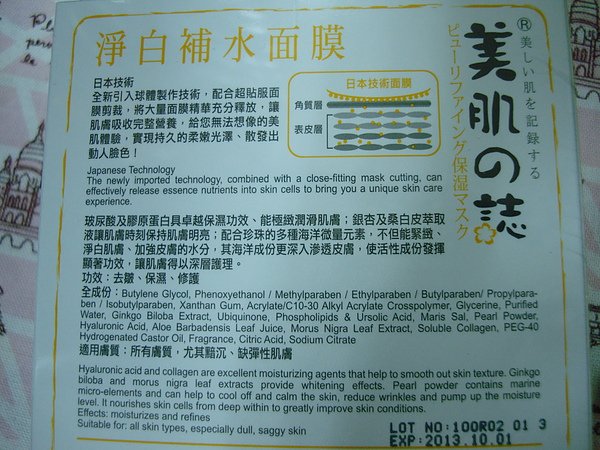 淨白補水面膜
日本技術
全新引入球體製作技術，配合超貼服面
膜剪裁，將大量面膜精華充分釋放，讓
肌膚吸收完整營養，給您無法想像的美
肌體驗，實現持久的柔嫩光澤、散發出
動人臉色！
日本技術面膜
角質層
表皮層
Japanese Technology
The newly imported technology, combined with a close-fitting mask cutting, can
effectively release essence nutrients into skin cells to bring you a unique skin care
experience.
玻尿酸及膠原蛋白具卓越保濕功效、能極緻潤滑肌膚；銀杏及桑白皮萃取
液讓肌膚時刻保持肌膚明亮；配合珍珠的多種海洋微量元素，不但能緊緻、
淨白肌膚、加強皮膚的水分，其海洋成份更深入滲透皮膚，使活性成份發揮
顯著功效，讓肌膚得以深層護理。
功效：去皺、保濕、修護
全成份：Butylene Glycol, Phenoxyethanol / Methylparaben / Ethylparaben / Butylparaben/ Propylpara-
ben / Isobutylparaben, Xanthan Gum, Acrylate/C10-30 Alkyl Acrylate Crosspolymer, Glycerine, Purified
Water, Ginkgo Biloba Extract, Ubiquinone, Phospholipids & Ursolic Acid, Maris Sal, Pearl Powder,
Hyaluronic Acid, Aloe Barbadensis Leaf Juice, Morus Nigra Leaf Extract, Soluble Collagen, PEG-40
Hydrogenated Castor Oil, Fragrance, Citric Acid, Sodium Citrate
適用膚質：所有膚質，尤其黯沉、缺彈性肌膚
Hyaluronic acid and collagen are excellent moisturizing agents that help to smooth out skin texture. Ginkgo
biloba and morus nigra leaf extracts provide whitening effects. Pearl powder contains marine
micro-elements and can help to cool off and calm the skin, reduce wrinkles and pump up the moisture
level. It nourishes skin cells from deep within to greatly improve skin conditions.
Effects: moisturizes and refines
Suitable for: all skin types, especially dull, saggy skin
LOT NO:100R02 01 3
EXP:2013.10.01
®美しい肌を記録する
美肌の誌
ピューリファイング保湿マスク